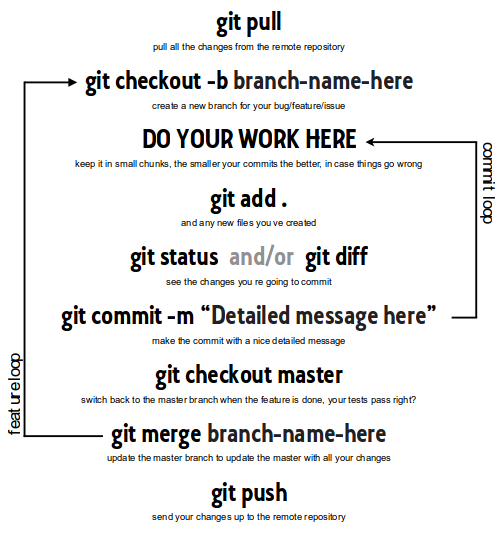 git pull
pull all the changes from the remote repository
git checkout -b branch-name-here
create a new branch for your bug/feature/issue
DO YOUR WORK HERE
keep it in small chunks, the smaller your commits the better, in case things go wrong
git add .
and any new files you ve created
git status and/or git diff
see the changes you re going to commit
git commit -m “Detailed message here”
make the commit with a nice detailed message
git checkout master
switch back to the master branch when the feature is done, your tests pass right?
git merge branch-name-here
update the master branch to update the master with all your changes
git push
send your changes up to the remote repository
feature loop
commit loop